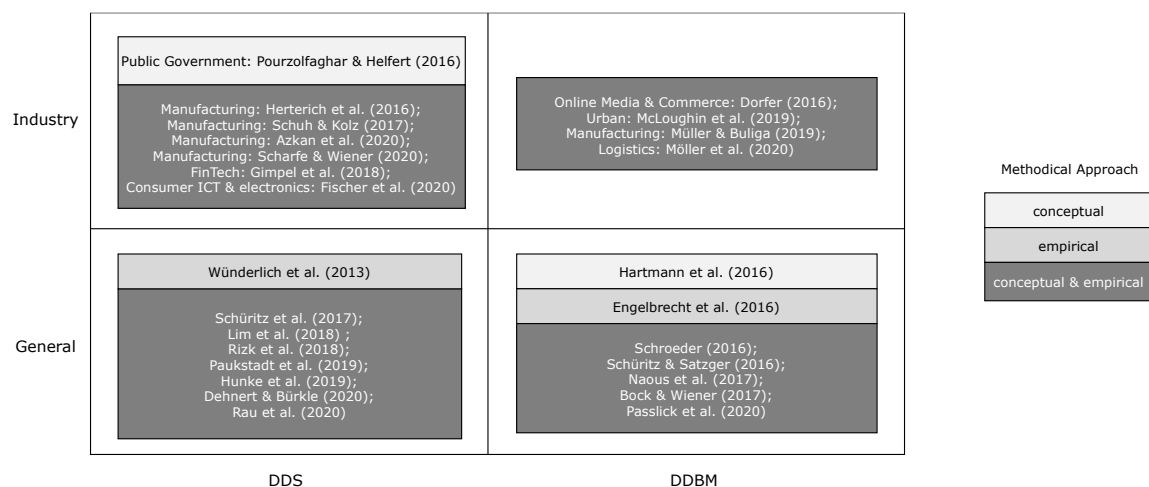 Industry
Public Government: Pourzolfaghar & Helfert (2016)
Manufacturing: Herterich et al. (2016);
Manufacturing: Schuh & Kolz (2017);
Manufacturing: Azkan et al. (2020);
Manufacturing: Scharfe & Wiener (2020);
FinTech: Gimpel et al. (2018);
Consumer ICT & electronics: Fischer et al. (2020)
Online Media & Commerce: Dorfer (2016);
Urban: McLoughin et al. (2019);
Manufacturing: Müller & Buliga (2019);
Logistics: Möller et al. (2020)
General
Wünderlich et al. (2013)
Schüritz et al. (2017);
Lim et al. (2018) ;
Rizk et al. (2018);
Paukstadt et al. (2019);
Hunke et al. (2019);
Dehnert & Bürkle (2020);
Rau et al. (2020)
Hartmann et al. (2016)
Engelbrecht et al. (2016)
Schroeder (2016);
Schüritz & Satzger (2016);
Naous et al. (2017);
Bock & Wiener (2017);
Passlick et al. (2020)
DDS
DDBM
Methodical Approach
conceptual
empirical
conceptual & empirical